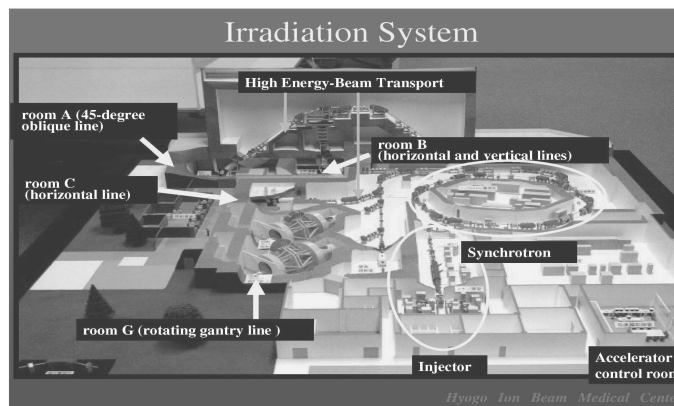 Irradiation System
High Energy-Beam Transport
room A (45-degree
oblique line)
room B
(horizontal and vertical lines)
room C
(horizontal line)
Synchrotron
room G (rotating gantry line )
Injector
Accelerator
control room
Hyogo Ion Beam Medical Cente